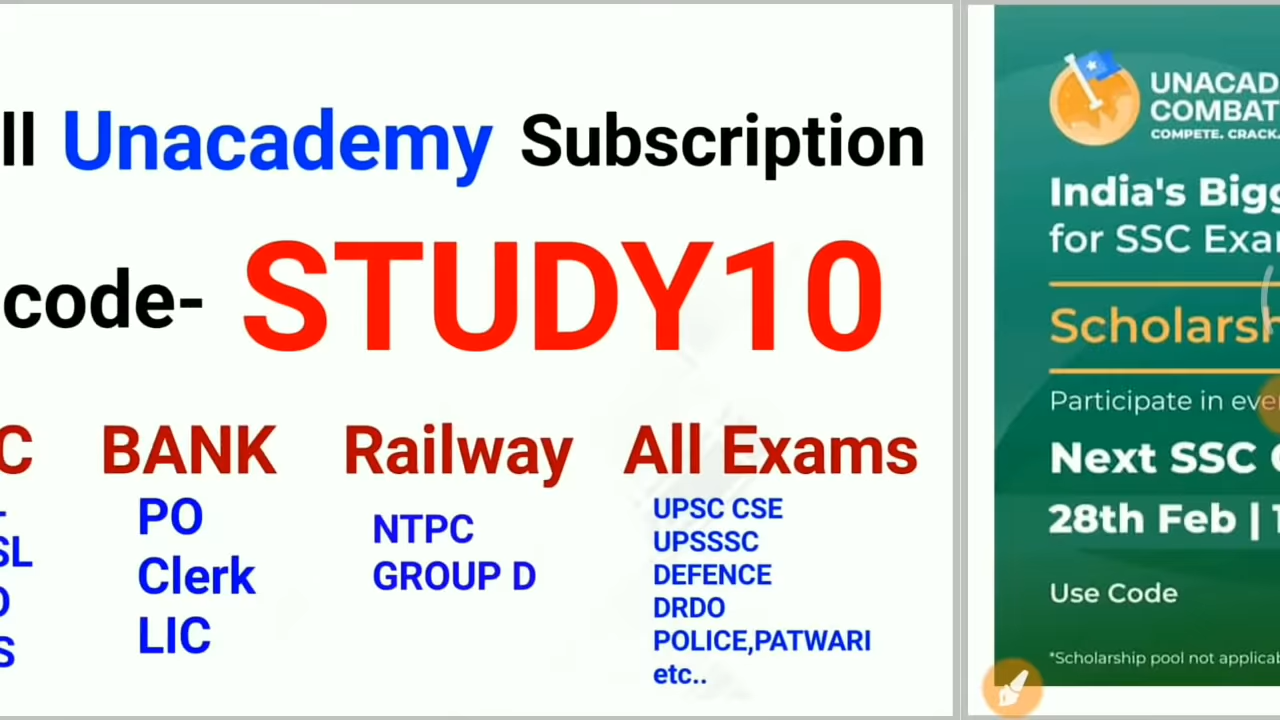 ll Unacademy Subscription
code- STUDY10
C BANK Railway All Exams
PO
Clerk
LIC
NTPC
GROUP D
UPSC CSE
UPSSSC
DEFENCE
DRDO
POLICE,PATWARI
etc..
SL
S
UNACAD
COMBAT
COMPETE. CRACK.
India's Bigg
for SSC Exa
Scholarsh
Participate in eve
Next SSC
28th Feb | 1
Use Code
*Scholarship pool not applicab